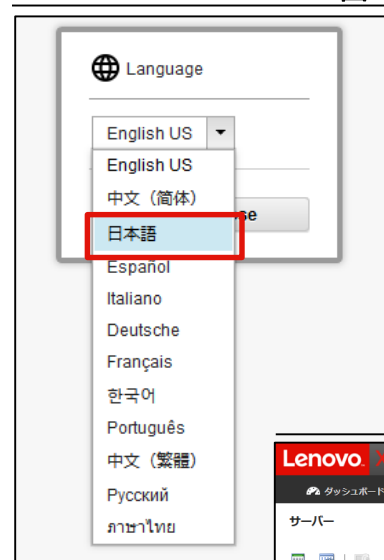 Language
English US
English US
中文（简体）
日本語
Español
Italiano
Deutsche
Français
한국어
Português
中文（繁體）
Русский
ภาษาไทย
Lenovo.
ダッシュボード
サーバー